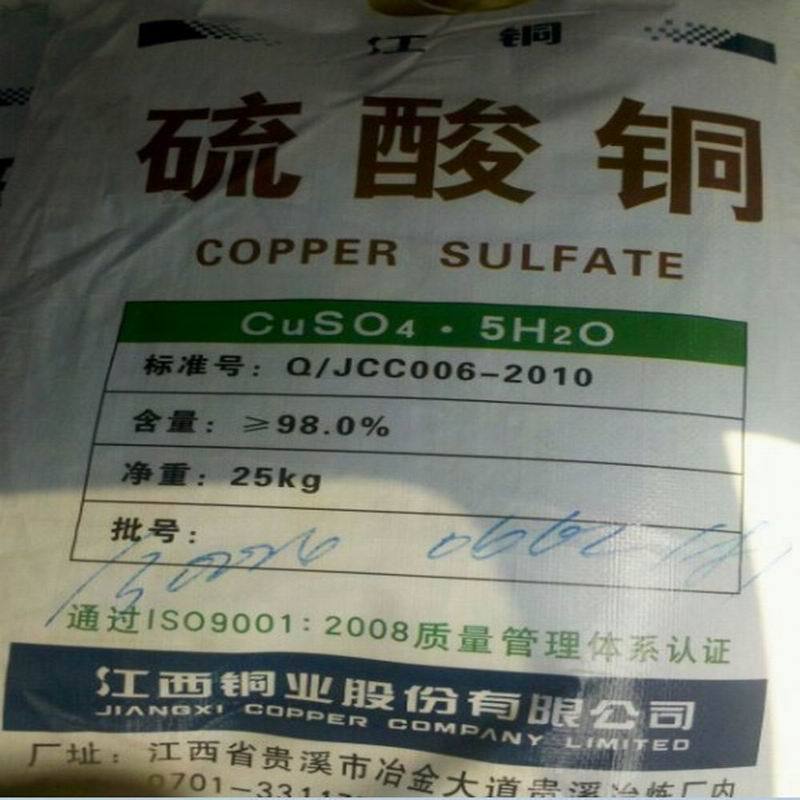 江 铜
硫酸铜
COPPER SULFATE
CuSO4 · 5H2O
标准号: Q/JCC006-2010
含量: ≥98.0%
净重: 25kg
批号:
通过ISO9001:2008质量管理体系认证
江西铜业股份有限公司
JIANGXI COPPER COMPANY LIMITED
厂址: 江西省贵溪市冶金大道贵溪冶炼厂内